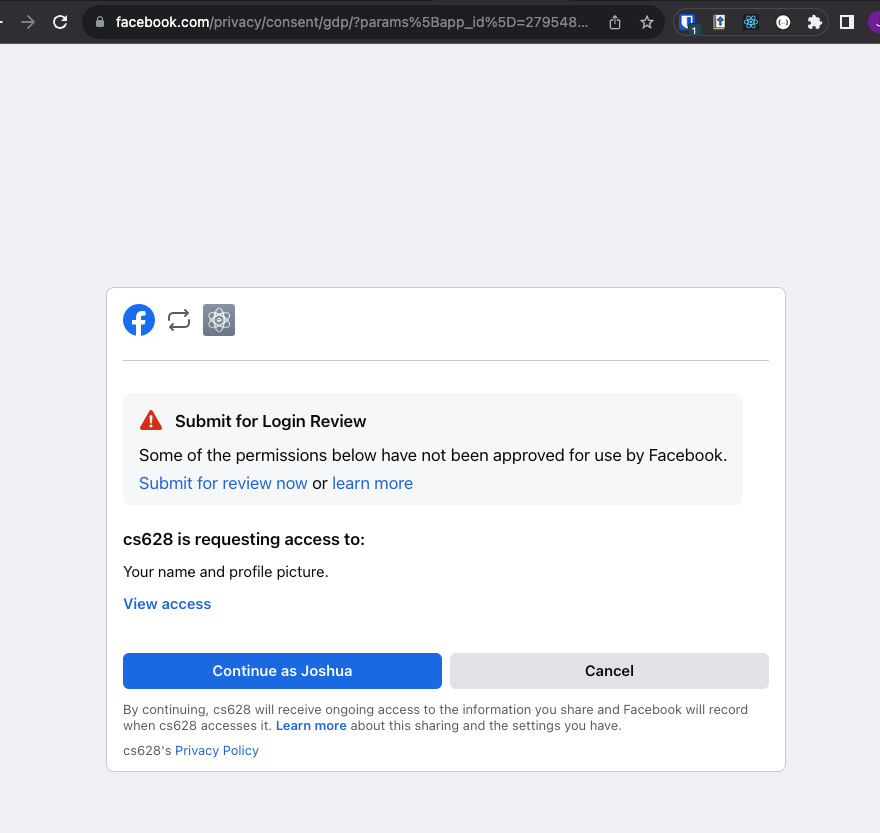 facebook.com/privacy/consent/gdp/?params%5Bapp_id%5D=279548...
1
Submit for Login Review
Some of the permissions below have not been approved for use by Facebook.
Submit for review now or learn more
cs628 is requesting access to:
Your name and profile picture.
View access
Continue as Joshua
Cancel
By continuing, cs628 will receive ongoing access to the information you share and Facebook will record
when cs628 accesses it. Learn more about this sharing and the settings you have.
cs628's Privacy Policy